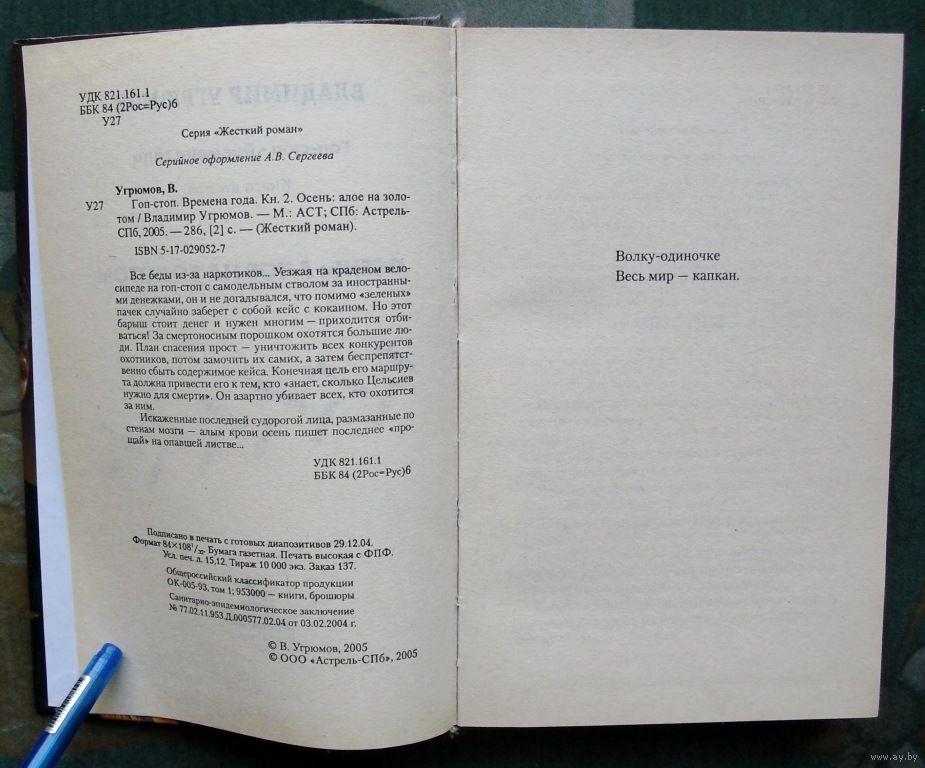 УДК 821.161.1
ББК 84 (2Рос=Рус)6
У27
Серия «Жесткий роман»
Серийное оформление А.В. Сергеева
Угрюмов, В.
У27 Гоп-стоп. Времена года. Кн. 2. Осень: алое на золо-
том / Владимир Угрюмов. — М.: АСТ; СПб: Астрель-
СПб, 2005. — 286, [2] с. — (Жесткий роман).
ISBN 5-17-029052-7
Все беды из-за наркотиков... Уезжая на краденом вело-
сипеде на гоп-стоп с самодельным стволом за иностранны-
ми денежками, он и не догадывался, что помимо «зеленых»
пачек случайно заберет с собой кейс с кокаином. Но этот
барыш стоит денег и нужен многим — приходится отби-
ваться! За смертоносным порошком охотятся большие лю-
ди. План спасения прост — уничтожить всех конкурентов
охотников, потом замочить их самих, а затем беспрепятст-
венно сбыть содержимое кейса. Конечная цель его маршру-
та должна привести его к тем, кто «знает, сколько Цельсиев
нужно для смерти». Он азартно убивает всех, кто охотится
за ним.
Искаженные последней судорогой лица, размазанные по
стенам мозги — алым крови осень пишет последнее «про-
щай» на опавшей листве...
УДК 821.161.1
ББК 84 (2Рос=Рус)6
Подписано в печать с готовых диапозитивов 29.12.04.
Формат 84×108 1/32. Бумага газетная. Печать высокая с ФПФ.
Усл. печ. л. 15,12. Тираж 10 000 экз. Заказ 137.
Общероссийский классификатор продукции
ОК-005-93, том 1; 953000 — книги, брошюры
Санитарно-эпидемиологическое заключение
№ 77.02.11.953.Д.000577.02.04 от 03.02.2004 г.
© В. Угрюмов, 2005
© ООО «Астрель-СПб», 2005
Волку-одиночке
Весь мир — капкан.
www.ay.by